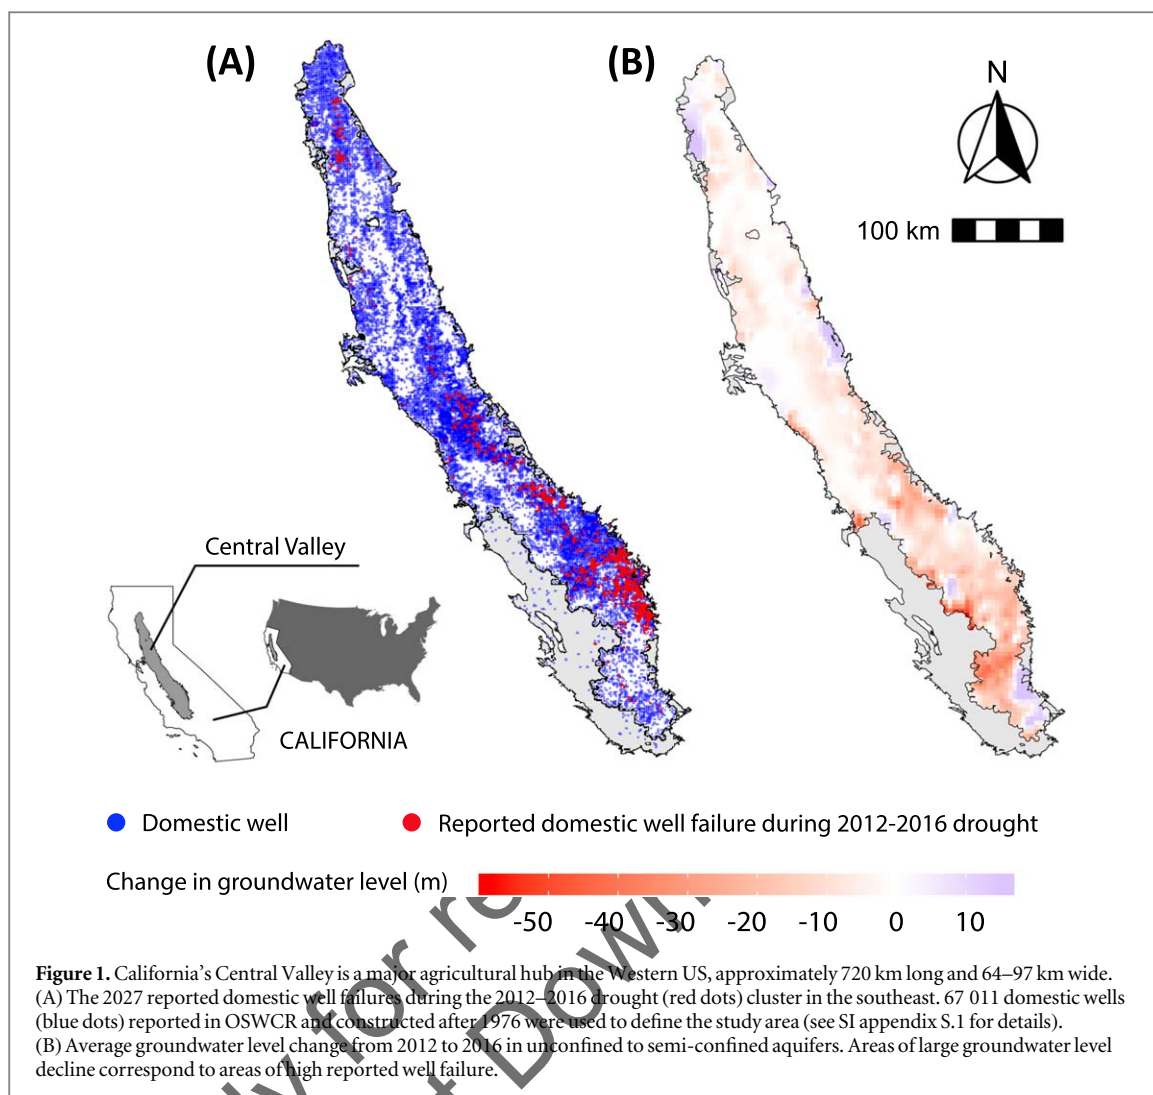 (A)
(B)
N
100 km
Central Valley
CALIFORNIA
Domestic well
Reported domestic well failure during 2012-2016 drought
Change in groundwater level (m)
-50 -40 -30 -20 -10 0 10
Figure 1. California's Central Valley is a major agricultural hub in the Western US, approximately 720 km long and 64–97 km wide.
(A) The 2027 reported domestic well failures during the 2012–2016 drought (red dots) cluster in the southeast. 67 011 domestic wells
(blue dots) reported in OSWCR and constructed after 1976 were used to define the study area (see SI appendix S.1 for details).
(B) Average groundwater level change from 2012 to 2016 in unconfined to semi-confined aquifers. Areas of large groundwater level
decline correspond to areas of high reported well failure.